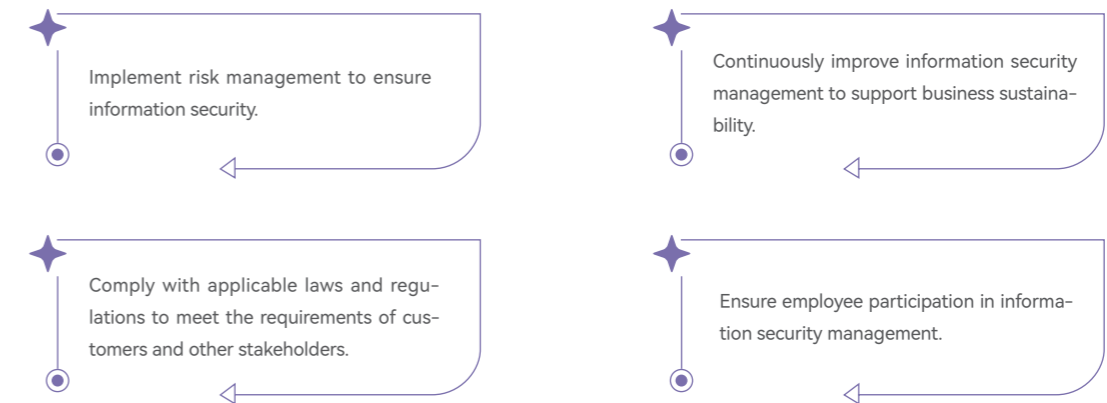 Implement risk management to ensure
information security.
Continuously improve information security
management to support business sustaina-
bility.
Comply with applicable laws and regu-
lations to meet the requirements of cus-
tomers and other stakeholders.
Ensure employee participation in informa-
tion security management.